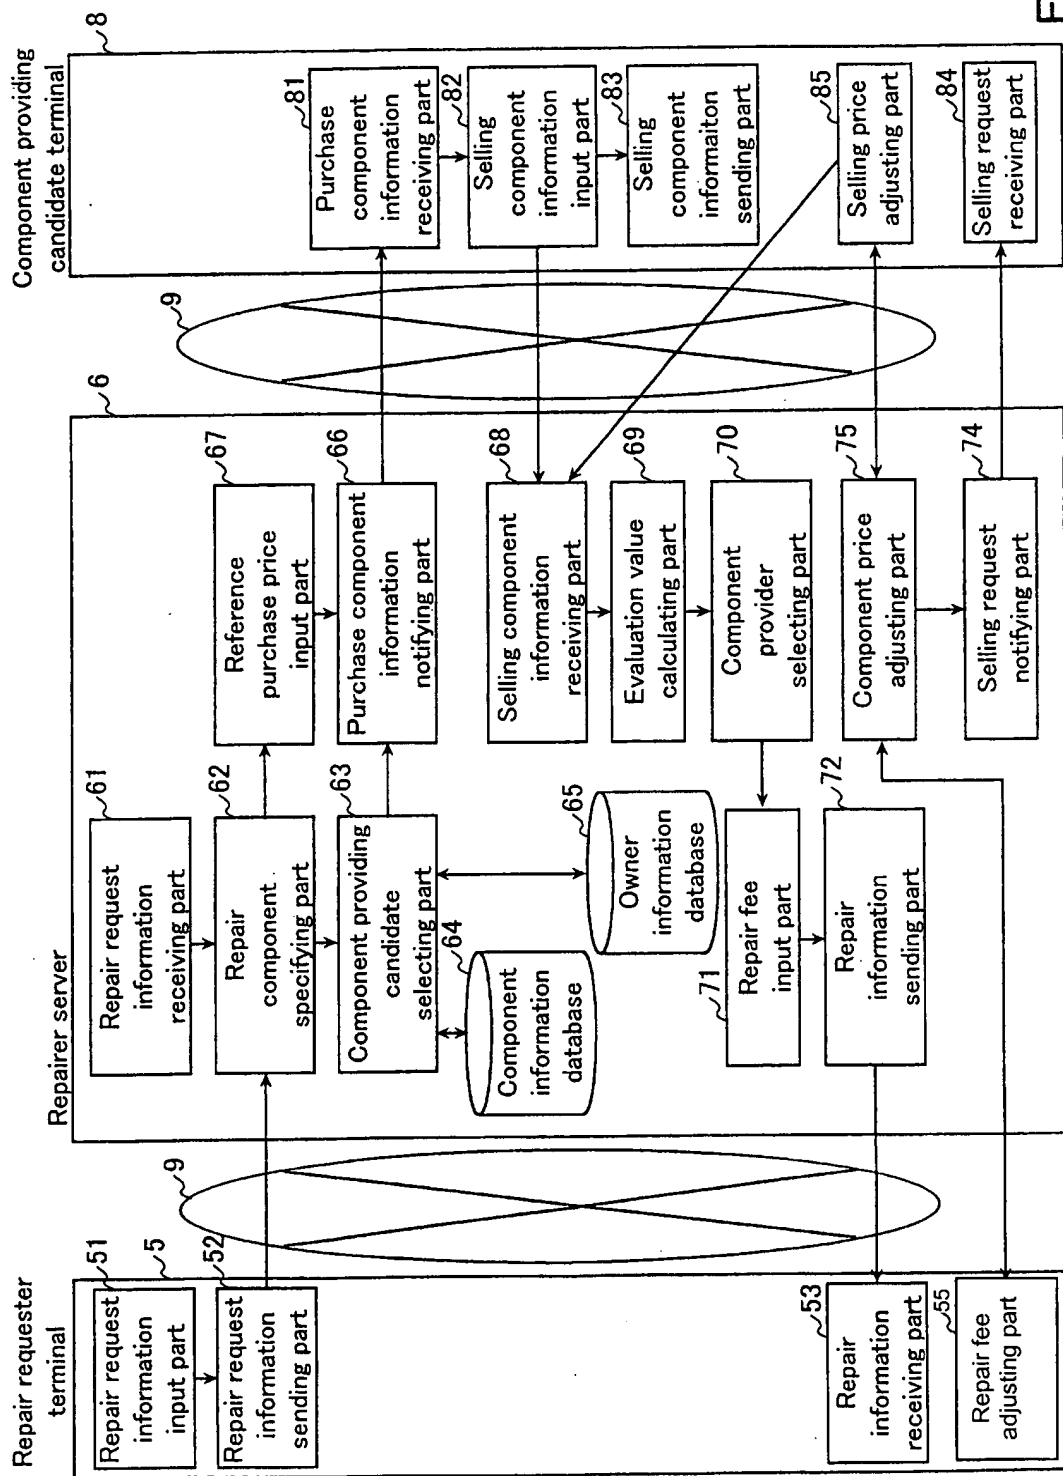 Repair requester
terminal
5
51
Repair request
information
input part
52
Repair request
information
sending part
53
Repair
information
receiving part
55
Repair fee
adjusting part
9
Repairer server
6
61
Repair request
information
receiving part
62
Repair
component
specifying part
63
Component providing
candidate
selecting part
64
Component
information
database
65
Owner
information
database
67
Reference
purchase price
input part
66
Purchase component
information
notifying part
68
Selling component
information
receiving part
69
Evaluation value
calculating part
70
Component
provider
selecting part
71
Repair fee
input part
72
Repair
information
sending part
75
Component price
adjusting part
74
Selling request
notifying part
9
Component providing
candidate terminal
8
81
Purchase
component
information
receiving part
82
Selling
component
information
input part
83
Selling
component
informaiton
sending part
85
Selling price
adjusting part
84
Selling request
receiving part